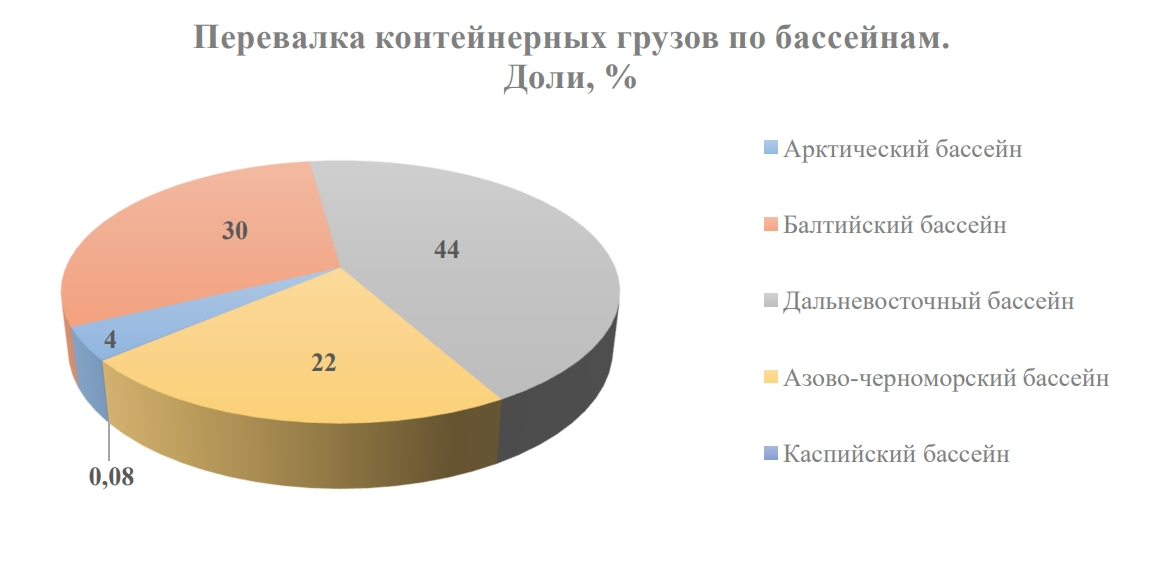 Перевалка контейнерных грузов по бассейнам.
Доли, %
30
44
4
22
0,08
Арктический бассейн
Балтийский бассейн
Дальневосточный бассейн
Азово-черноморский бассейн
Каспийский бассейн